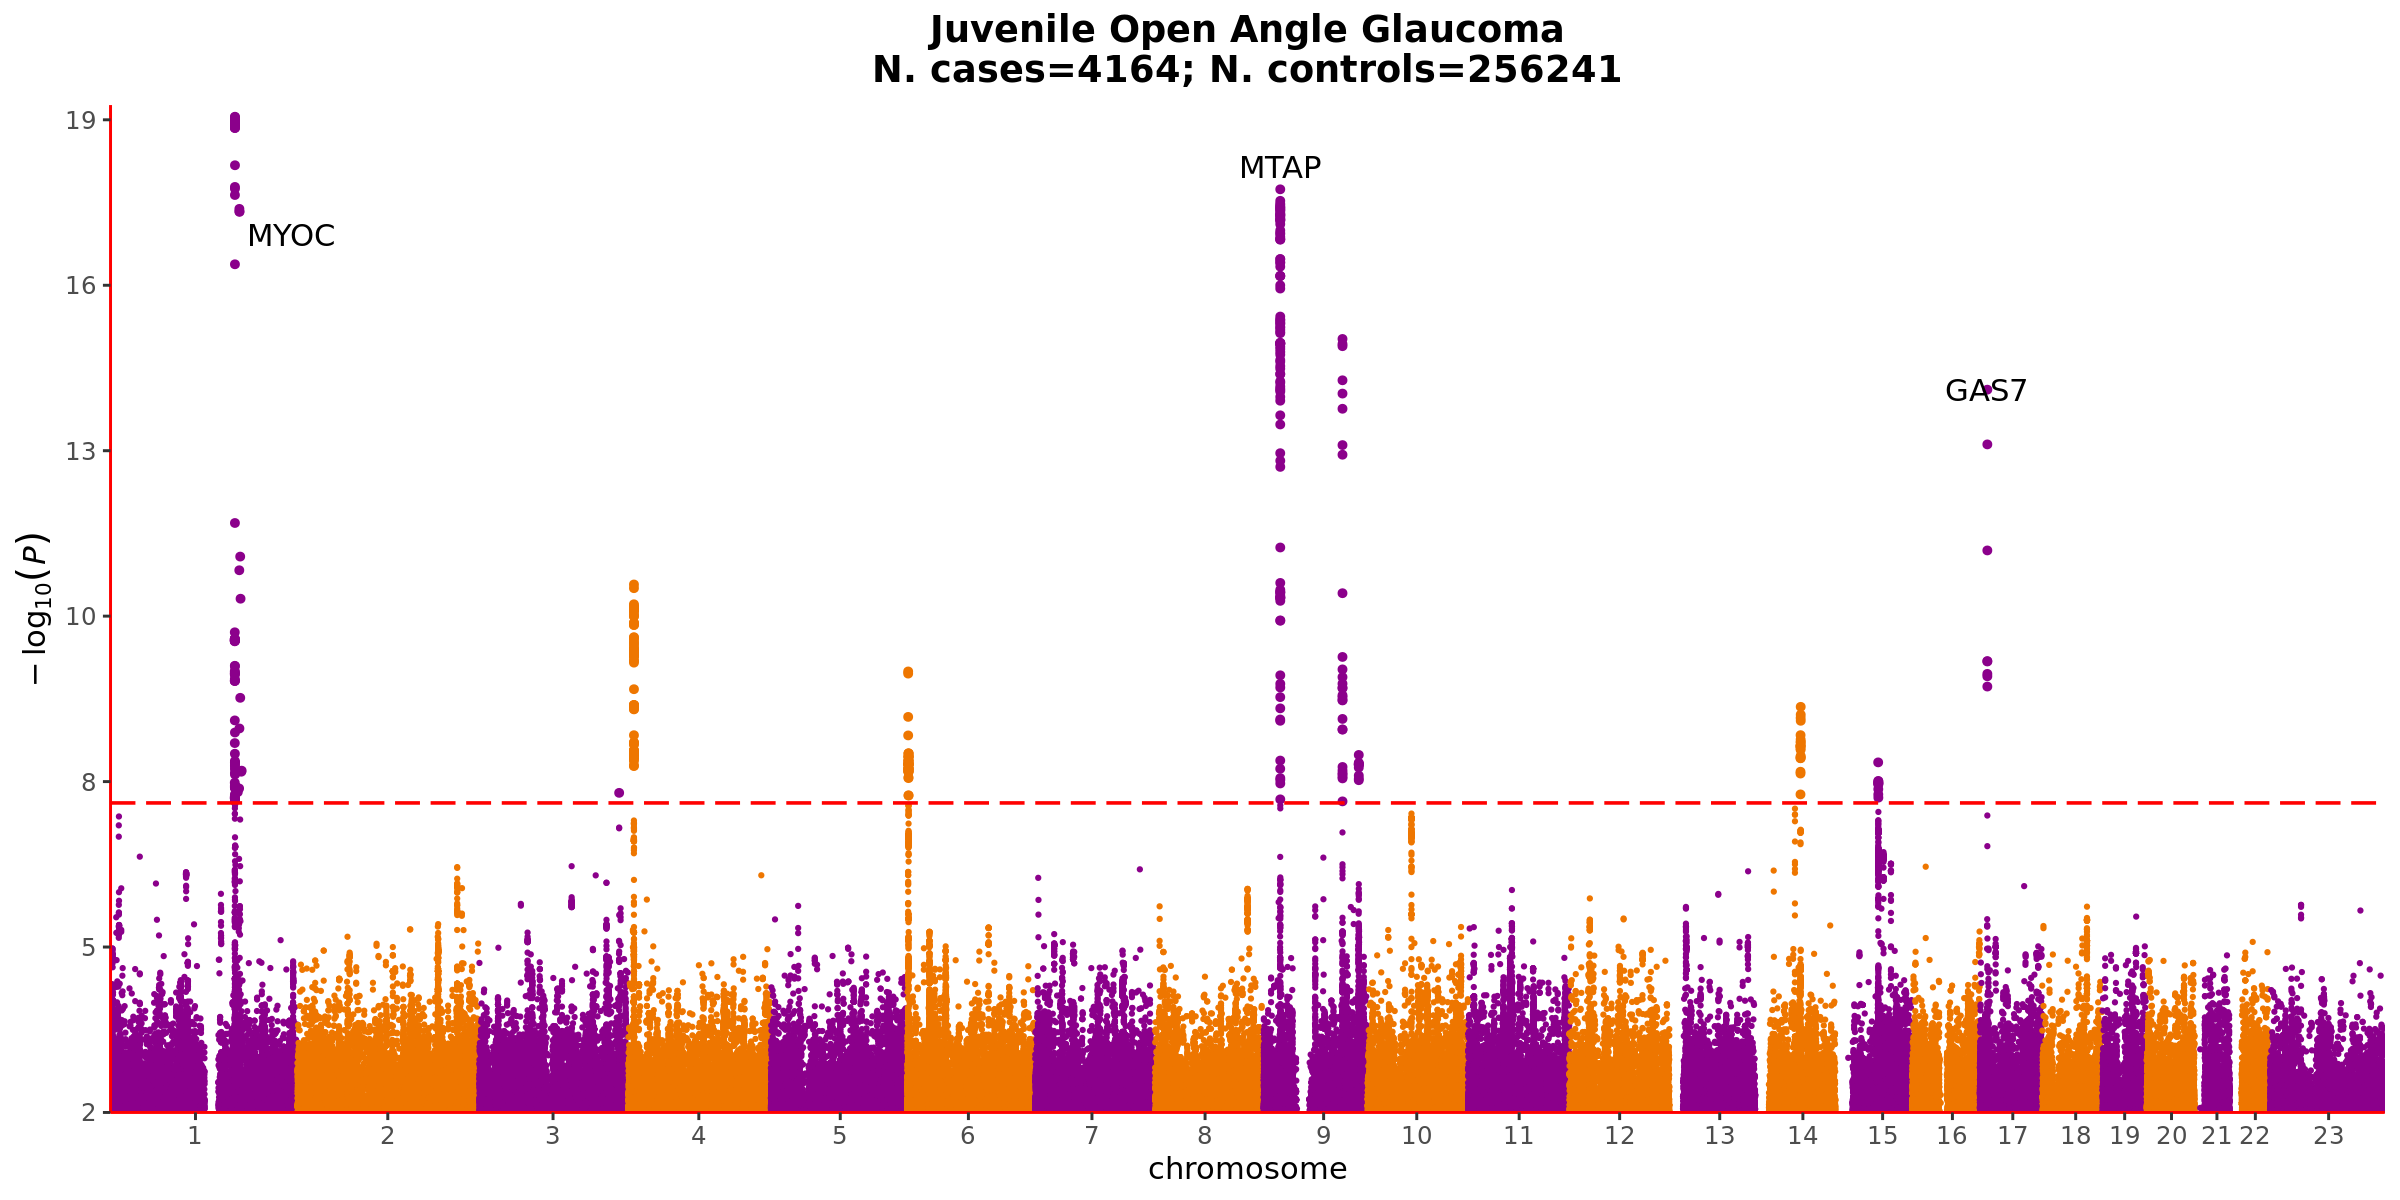 Juvenile Open Angle Glaucoma
N. cases=4164; N. controls=256241
19
MTAP
MYOC
16
GAS7
13
−log10(P)
10
8
5
2
1 2 3 4 5 6 7 8 9 10 11 12 13 14 15 16 17 18 19 20 21 22 23
chromosome